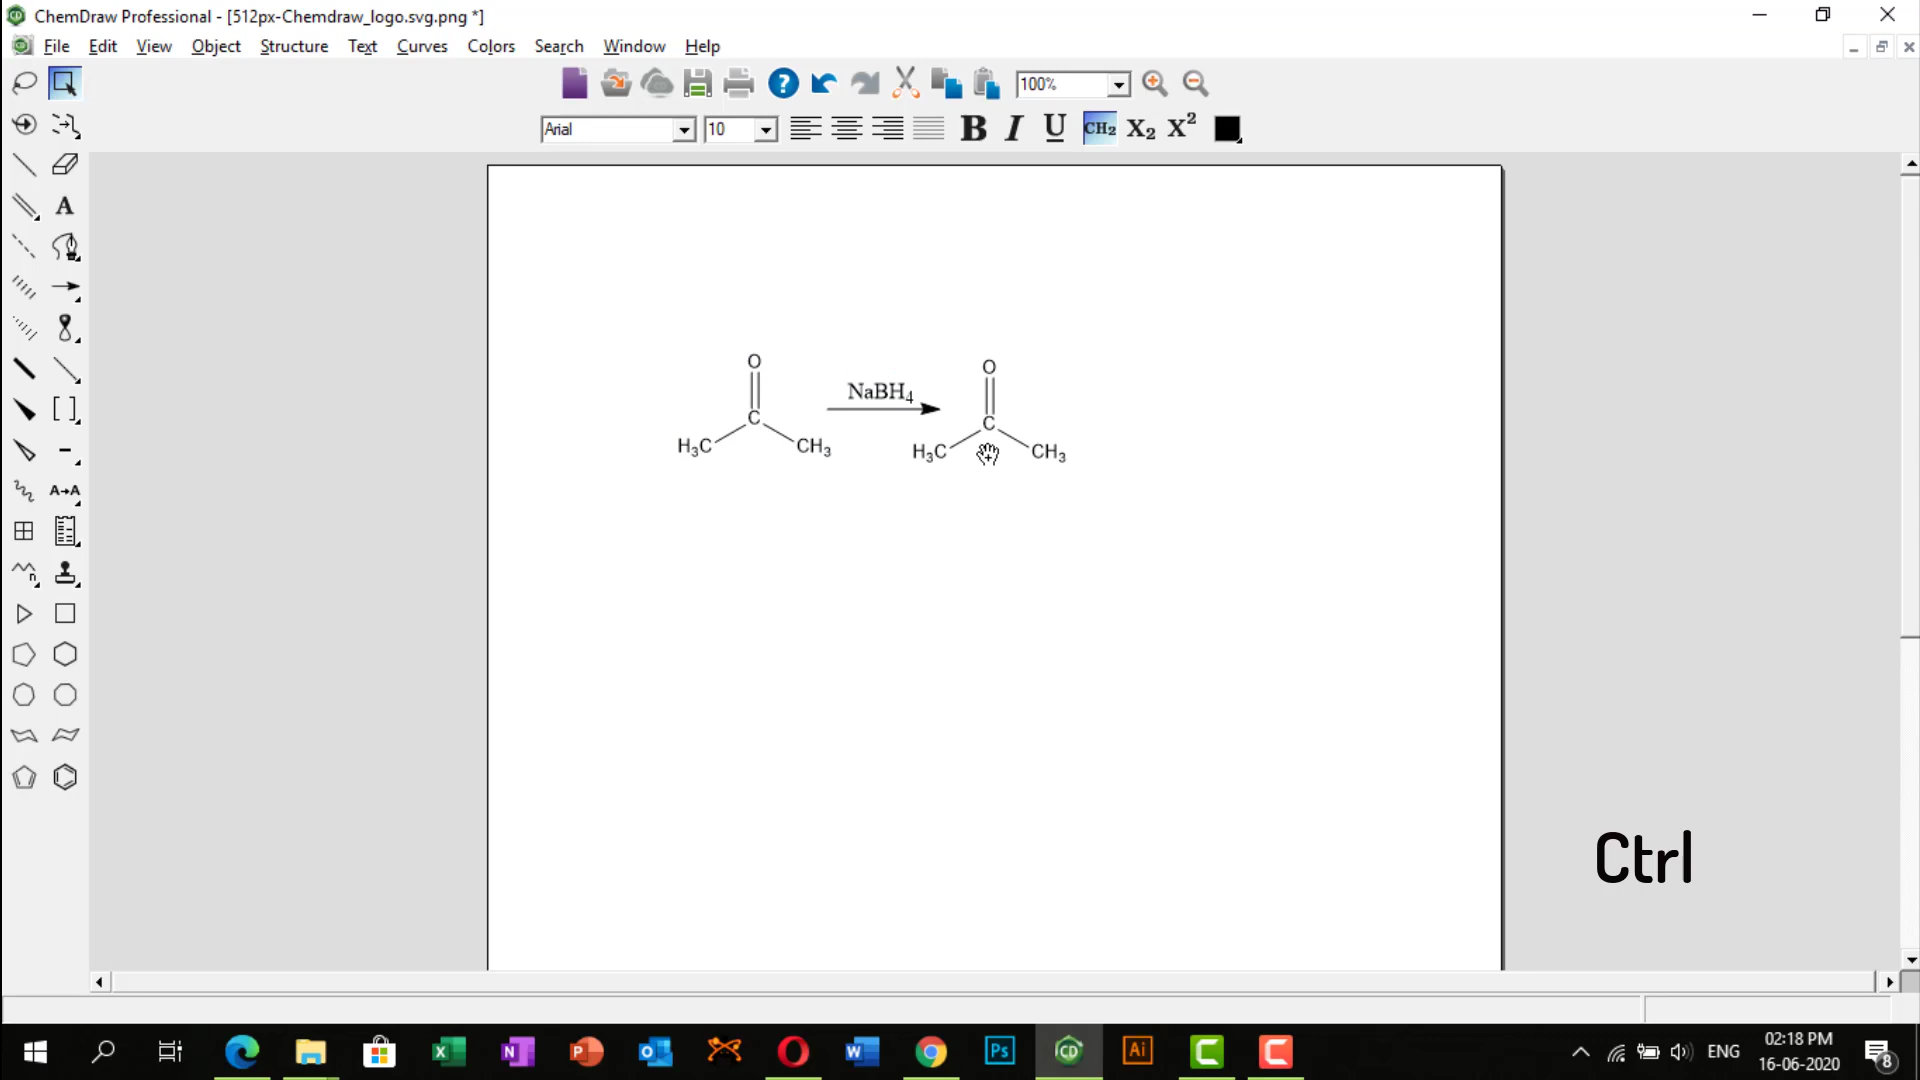 ChemDraw Professional - [512px-Chemdraw_logo.svg.png *]
File Edit View Object Structure Text Curves Colors Search Window Help
100%
Arial 10 B I U CH₂ X₂ X²
A
A→A
n
O O
NaBH₄
C C
H₃C CH₃ H₃C CH₃
Ctrl
02:18 PM
ENG
16-06-2020
8